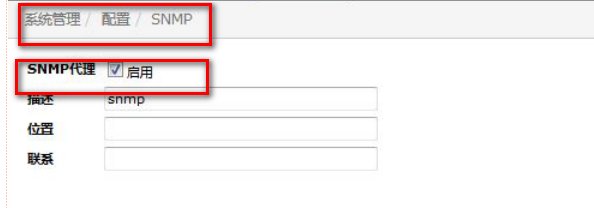 系统管理 / 配置 / SNMP
SNMP代理 启用
描述 snmp
位置
联系